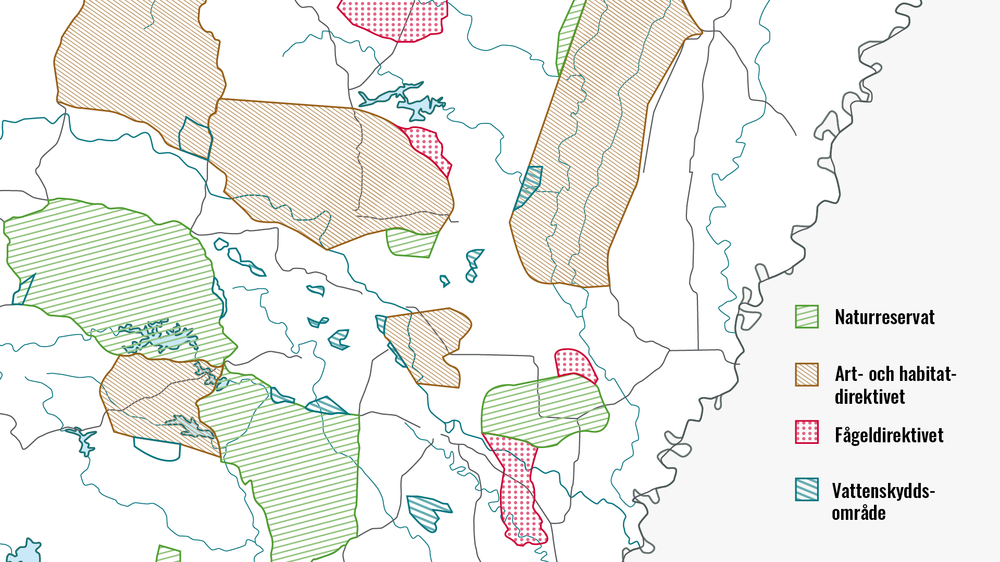 Naturreservat
Art- och habitat-
direktivet
Fågeldirektivet
Vattenskydds-
område